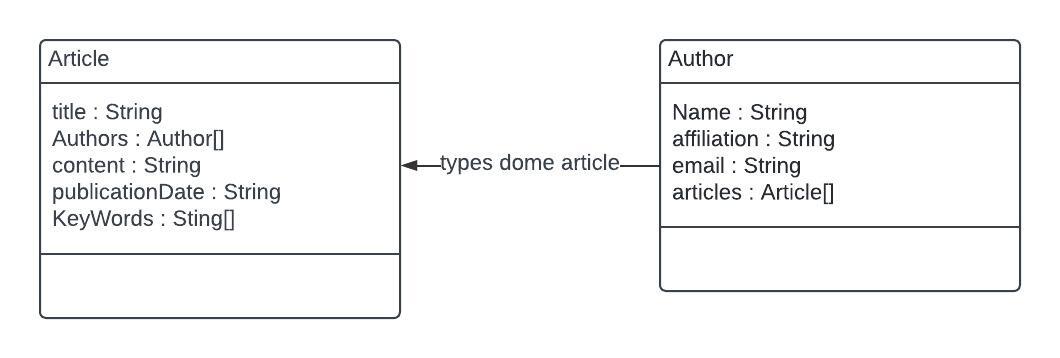 Article
title : String
Authors : Author[]
content : String
publicationDate : String
KeyWords : Sting[]
types dome article
Author
Name : String
affiliation : String
email : String
articles : Article[]